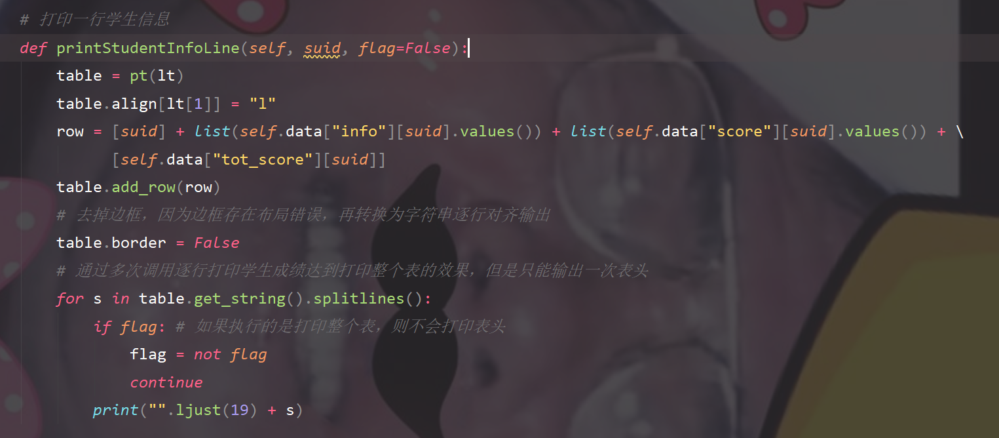 # 打印一行学生信息
def printStudentInfoLine(self, suid, flag=False):
    table = pt(lt)
    table.align[lt[1]] = "l"
    row = [suid] + list(self.data["info"][suid].values()) + list(self.data["score"][suid].values()) + \
          [self.data["tot_score"][suid]]
    table.add_row(row)
    # 去掉边框，因为边框存在布局错误，再转换为字符串逐行对齐输出
    table.border = False
    # 通过多次调用逐行打印学生成绩达到打印整个表的效果，但是只能输出一次表头
    for s in table.get_string().splitlines():
        if flag: # 如果执行的是打印整个表，则不会打印表头
            flag = not flag
            continue
        print("".ljust(19) + s)